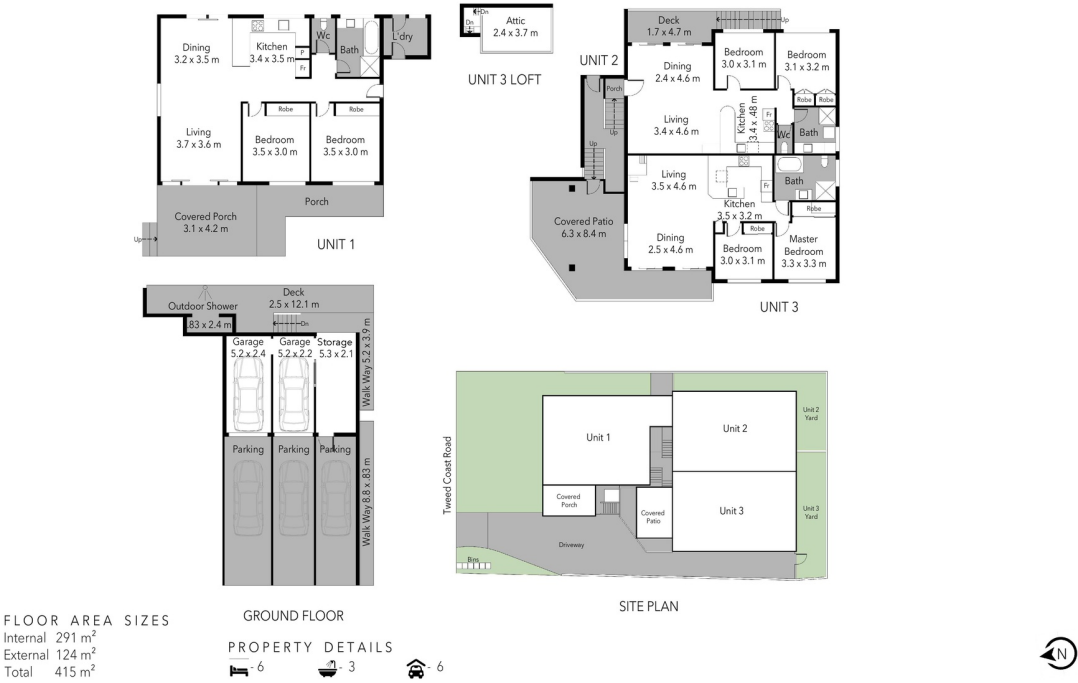 Dining
3.2 x 3.5 m
Kitchen
3.4 x 3.5 m
P
Fr
Wc
Bath
L'dry
Robe
Robe
Living
3.7 x 3.6 m
Bedroom
3.5 x 3.0 m
Bedroom
3.5 x 3.0 m
Covered Porch
3.1 x 4.2 m
Porch
Up
UNIT 1
Dn
Dn
Attic
2.4 x 3.7 m
UNIT 3 LOFT
UNIT 2
Deck
1.7 x 4.7 m
Up
Dining
2.4 x 4.6 m
Bedroom
3.0 x 3.1 m
Bedroom
3.1 x 3.2 m
Robe
Robe
Porch
Up
Up
Living
3.4 x 4.6 m
Kitchen
3.4 x .48 m
Fr
Wc
Bath
Living
3.5 x 4.6 m
Kitchen
3.5 x 3.2 m
Fr
Bath
Robe
Covered Patio
6.3 x 8.4 m
Dining
2.5 x 4.6 m
Robe
Bedroom
3.0 x 3.1 m
Master
Bedroom
3.3 x 3.3 m
UNIT 3
Outdoor Shower
.83 x 2.4 m
Deck
2.5 x 12.1 m
Dn
Garage
5.2 x 2.4
Garage
5.2 x 2.2
Storage
5.3 x 2.1
Walk Way 5.2 x 3.9 m
Parking
Parking
Parking
Walk Way 8.8 x .83 m
GROUND FLOOR
Tweed Coast Road
Unit 1
Unit 2
Unit 2
Yard
Covered
Porch
Covered
Patio
Unit 3
Unit 3
Yard
Driveway
Bins
SITE PLAN
FLOOR AREA SIZES
Internal 291 m²
External 124 m²
Total 415 m²
PROPERTY DETAILS
- 6
- 3
- 6
N